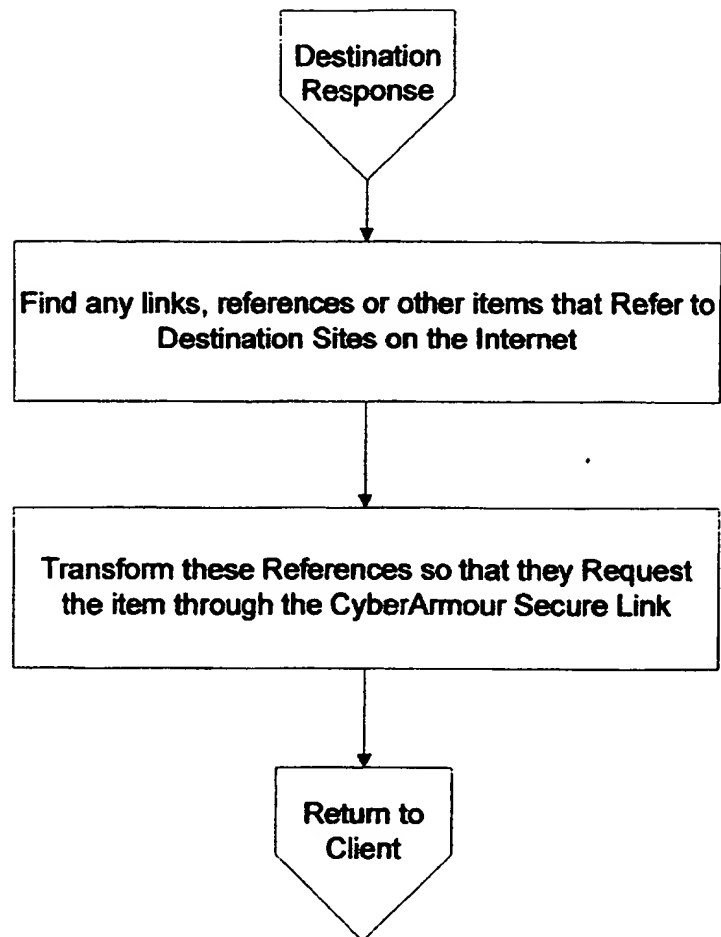 Destination
Response
Find any links, references or other items that Refer to
Destination Sites on the Internet
Transform these References so that they Request
the item through the CyberArmour Secure Link
Return to
Client